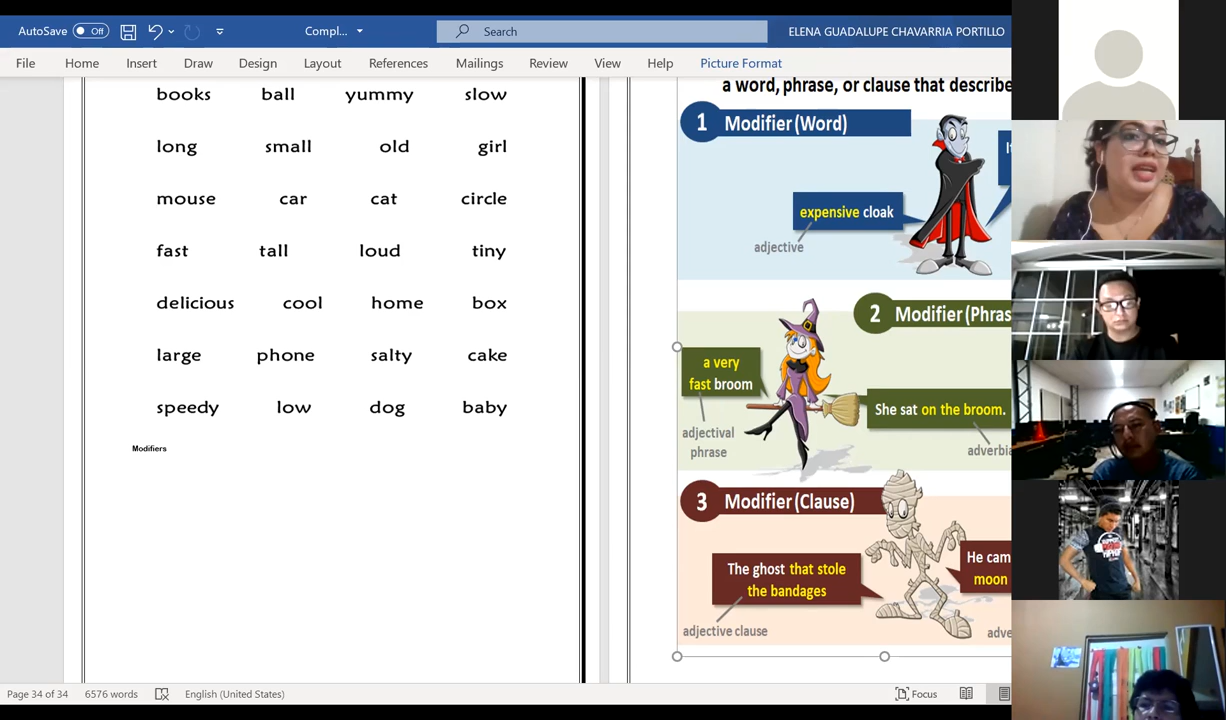 AutoSave Off Compl... Search ELENA GUADALUPE CHAVARRIA PORTILLO
File Home Insert Draw Design Layout References Mailings Review View Help Picture Format
books ball yummy slow
long small old girl
mouse car cat circle
fast tall loud tiny
delicious cool home box
large phone salty cake
speedy low dog baby
Modifiers
a word, phrase, or clause that describe
1 Modifier (Word)
expensive cloak
adjective
2 Modifier (Phras
a very
fast broom
She sat on the broom.
adjectival
phrase
adverbia
3 Modifier (Clause)
The ghost that stole
the bandages
He cam
moon
adjective clause
adve
Page 34 of 34 6576 words English (United States) Focus